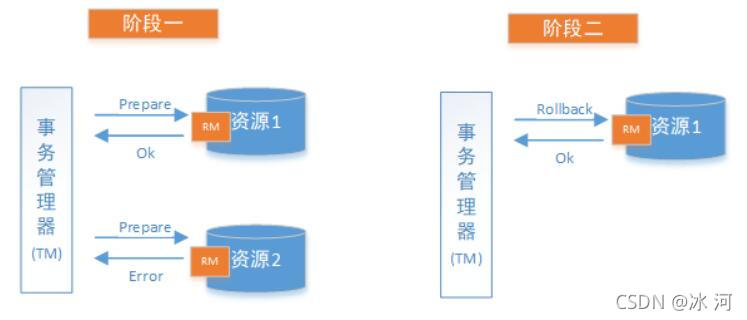 阶段一
阶段二
事务管理器
(TM)
Prepare
Ok
RM
资源1
Prepare
Error
RM
资源2
事务管理器
(TM)
Rollback
Ok
RM
资源1
CSDN @冰 河